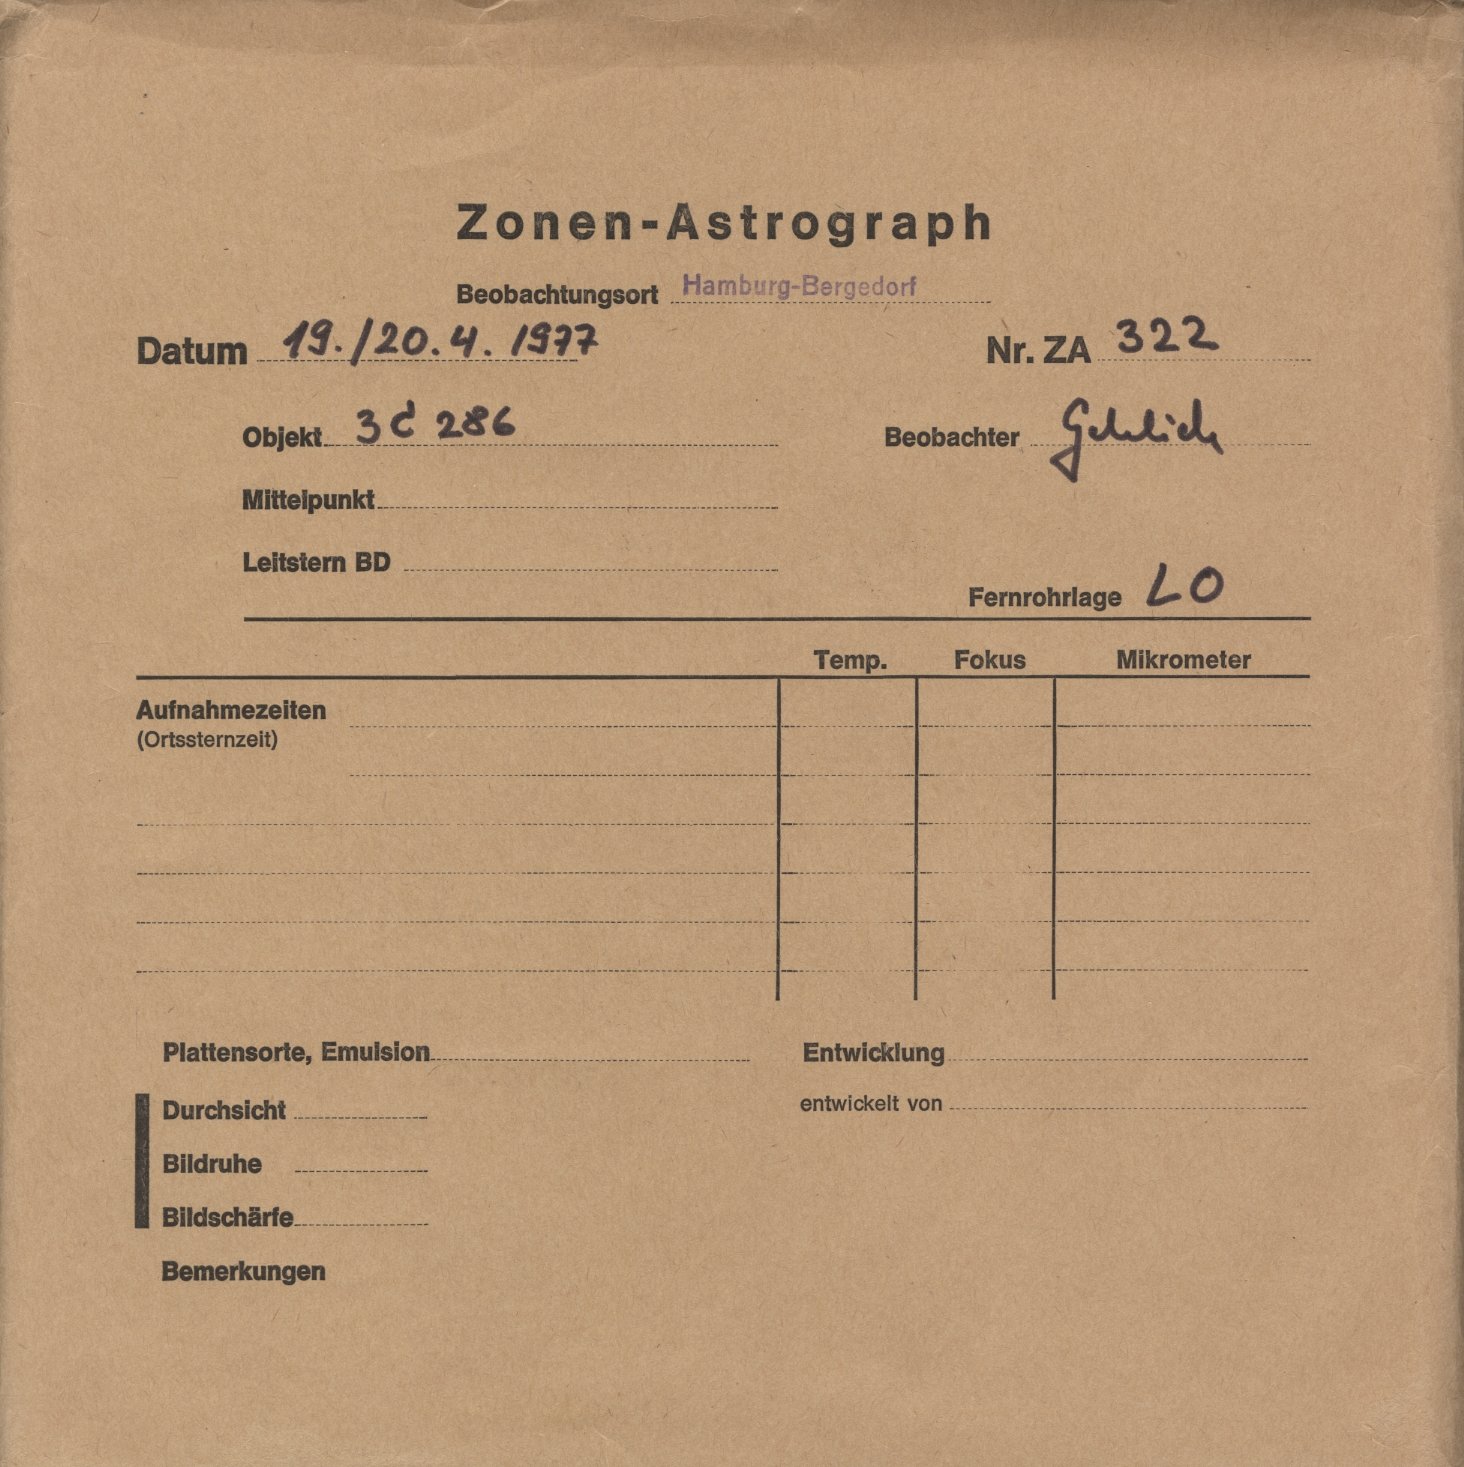 Zonen-Astrograph
Beobachtungsort Hamburg-Bergedorf
Datum 19./20.4.1977 Nr. ZA 322
Objekt 3C 286 Beobachter
Mittelpunkt
Leitstern BD
Fernrohrlage LO
Temp. Fokus Mikrometer
Aufnahmezeiten
(Ortssternzeit)
Plattensorte, Emulsion Entwicklung
Durchsicht entwickelt von
Bildruhe
Bildschärfe
Bemerkungen